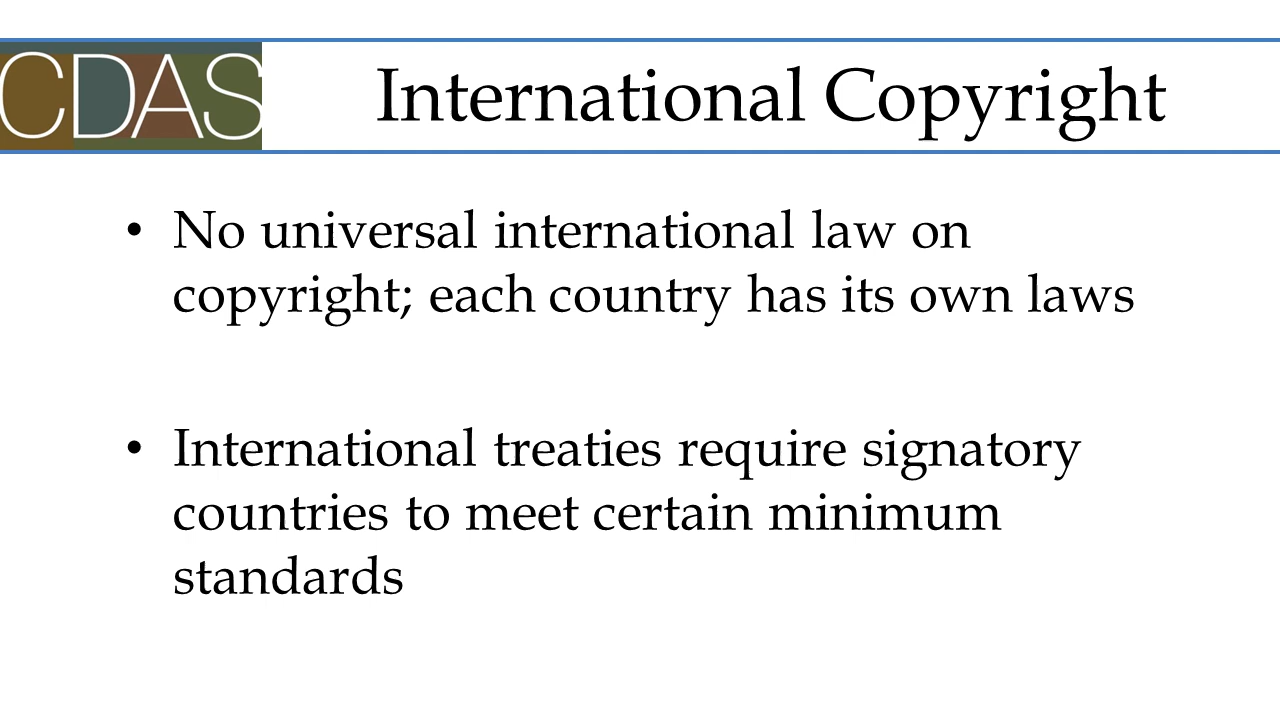 CDAS
International Copyright
• No universal international law on
copyright; each country has its own laws
• International treaties require signatory
countries to meet certain minimum
standards